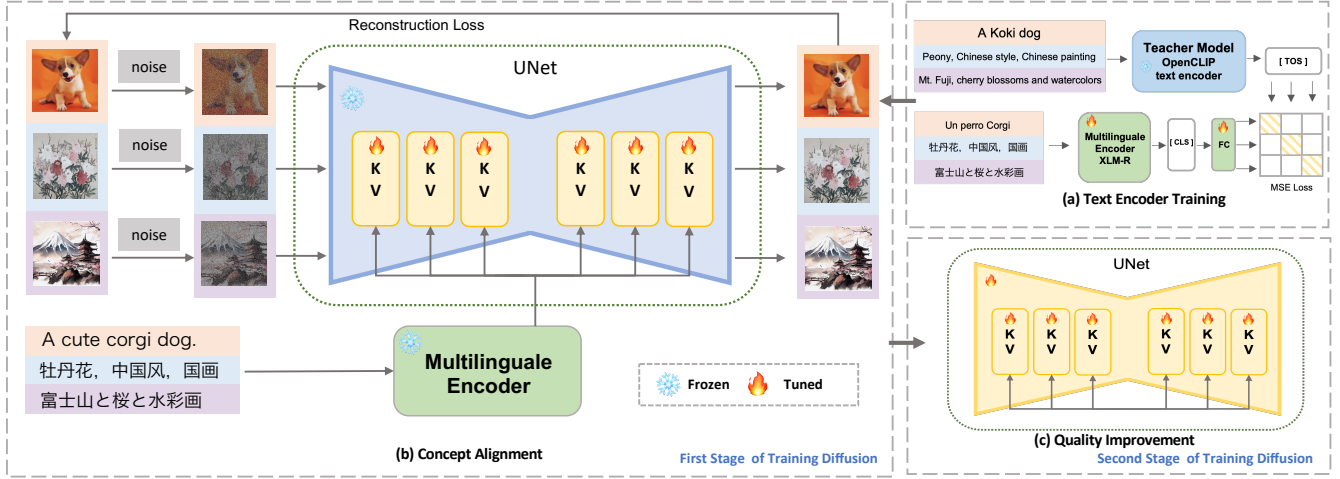 Reconstruction Loss
noise
noise
noise
UNet
K
V
K
V
K
V
K
V
K
V
K
V
A cute corgi dog.
牡丹花，中国风，国画
富士山と桜と水彩画
Multilinguale
Encoder
Frozen
Tuned
(b) Concept Alignment
First Stage of Training Diffusion
A Koki dog
Peony, Chinese style, Chinese painting
Mt. Fuji, cherry blossoms and watercolors
Teacher Model
OpenCLIP
text encoder
[ TOS ]
Un perro Corgi
牡丹花，中国风，国画
富士山と桜と水彩画
Multilinguale
Encoder
XLM-R
[ CLS ]
FC
MSE Loss
(a) Text Encoder Training
UNet
K
V
K
V
K
V
K
V
K
V
K
V
(c) Quality Improvement
Second Stage of Training Diffusion